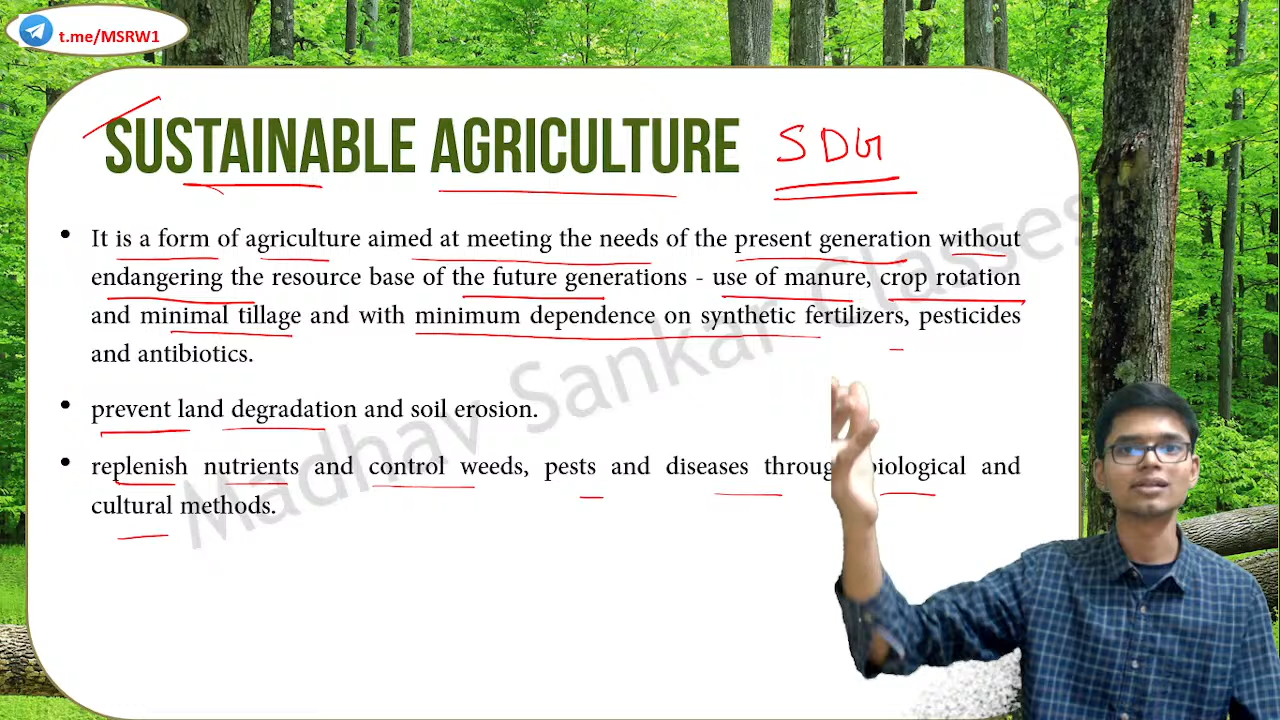 t.me/MSRW1
SUSTAINABLE AGRICULTURE SDG
• It is a form of agriculture aimed at meeting the needs of the present generation without
endangering the resource base of the future generations - use of manure, crop rotation
and minimal tillage and with minimum dependence on synthetic fertilizers, pesticides
and antibiotics.
• prevent land degradation and soil erosion.
• replenish nutrients and control weeds, pests and diseases throug biological and
cultural methods.
Madhav Sankar Classes